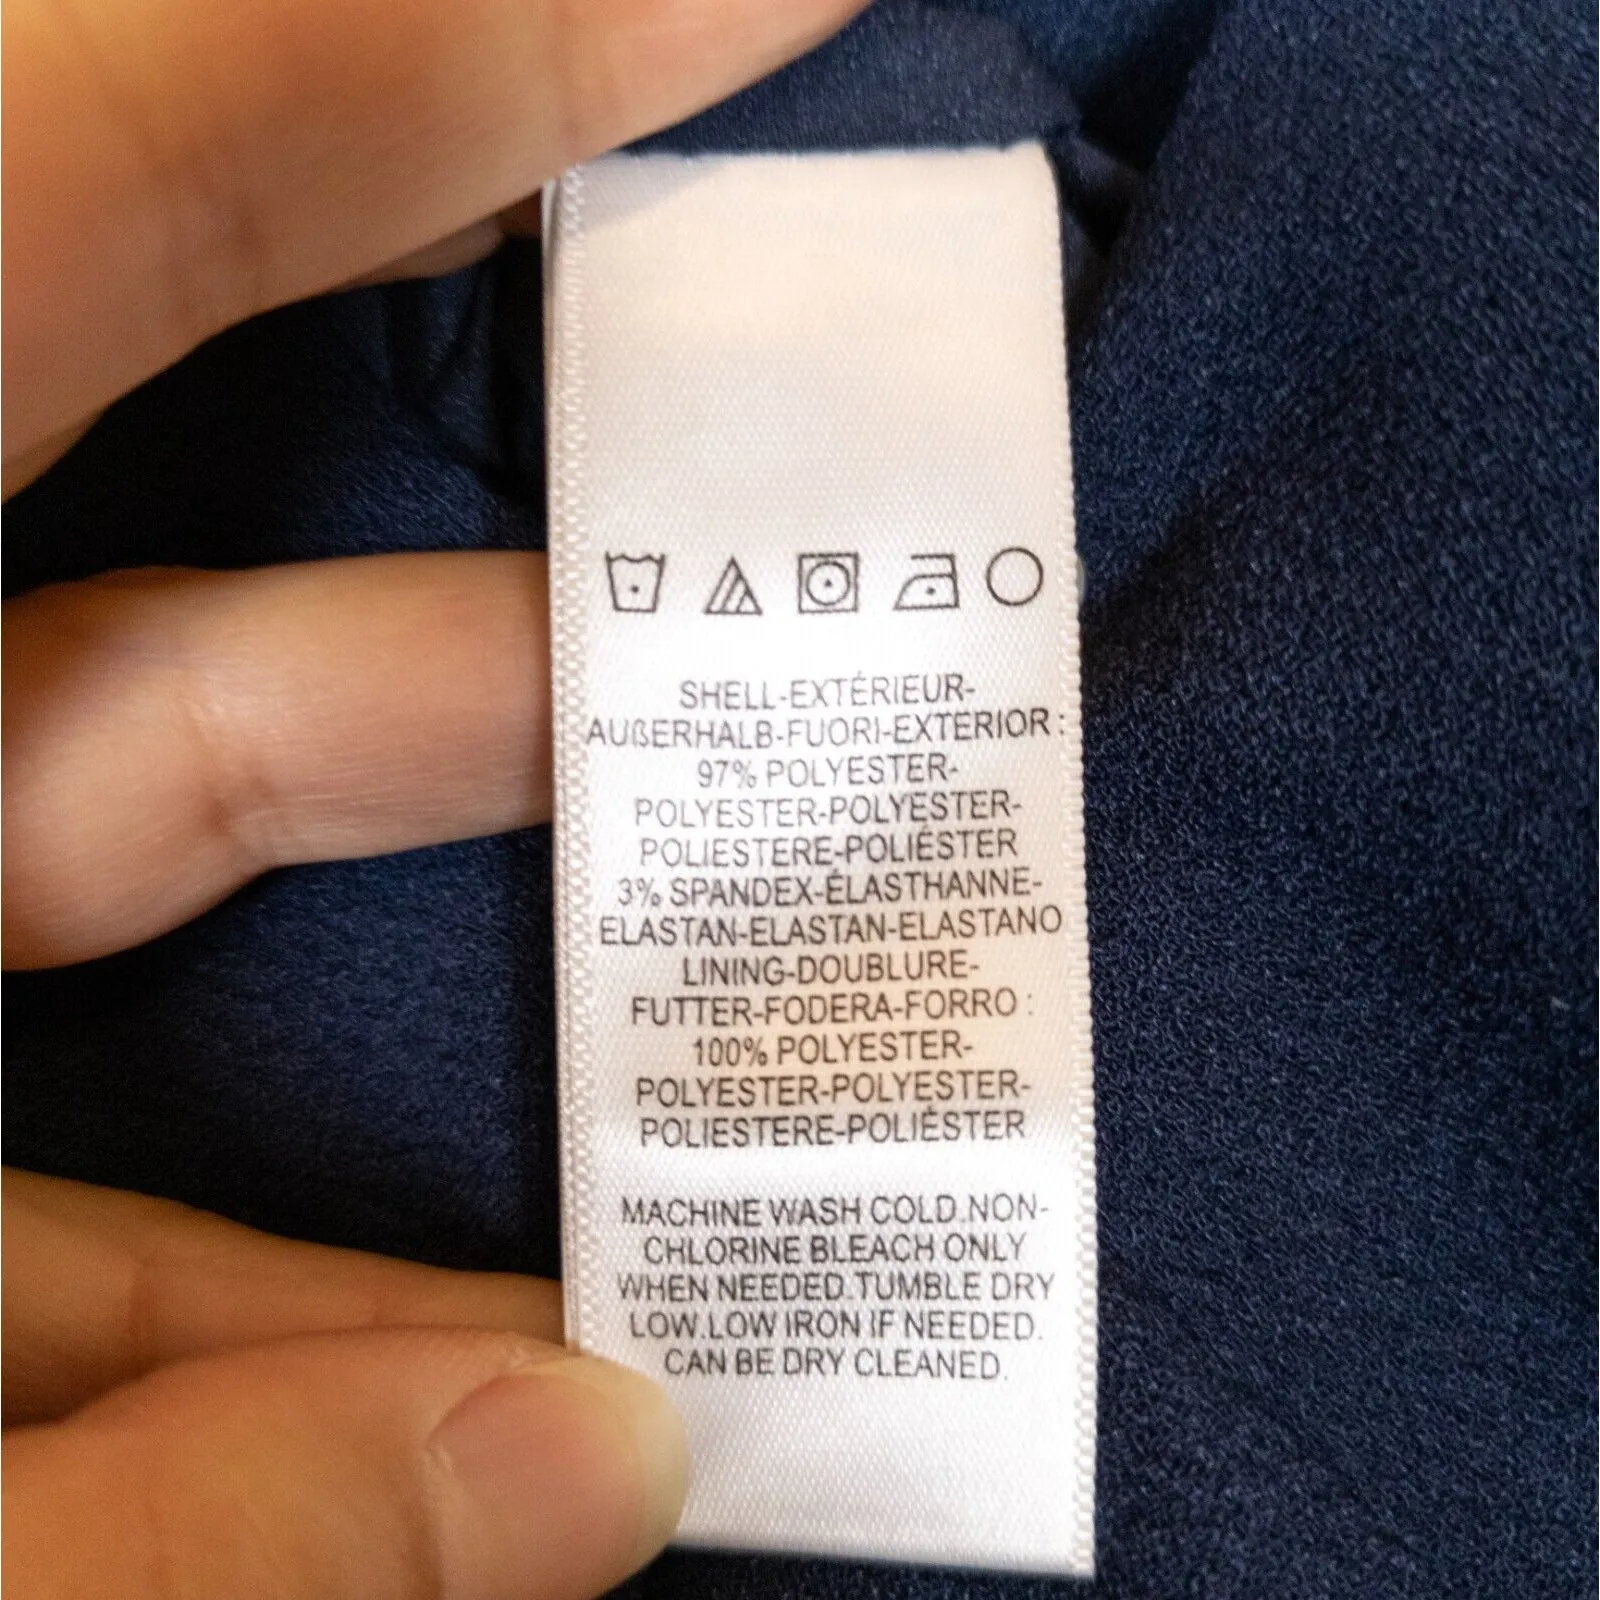 SHELL-EXTÉRIEUR-
AUßERHALB-FUORI-EXTERIOR :
97% POLYESTER-
POLYESTER-POLYESTER-
POLIESTERE-POLIÉSTER
3% SPANDEX-ÉLASTHANNE-
ELASTAN-ELASTAN-ELASTANO
LINING-DOUBLURE-
FUTTER-FODERA-FORRO :
100% POLYESTER-
POLYESTER-POLYESTER-
POLIESTERE-POLIÉSTER
MACHINE WASH COLD.NON-
CHLORINE BLEACH ONLY
WHEN NEEDED.TUMBLE DRY
LOW.LOW IRON IF NEEDED.
CAN BE DRY CLEANED.